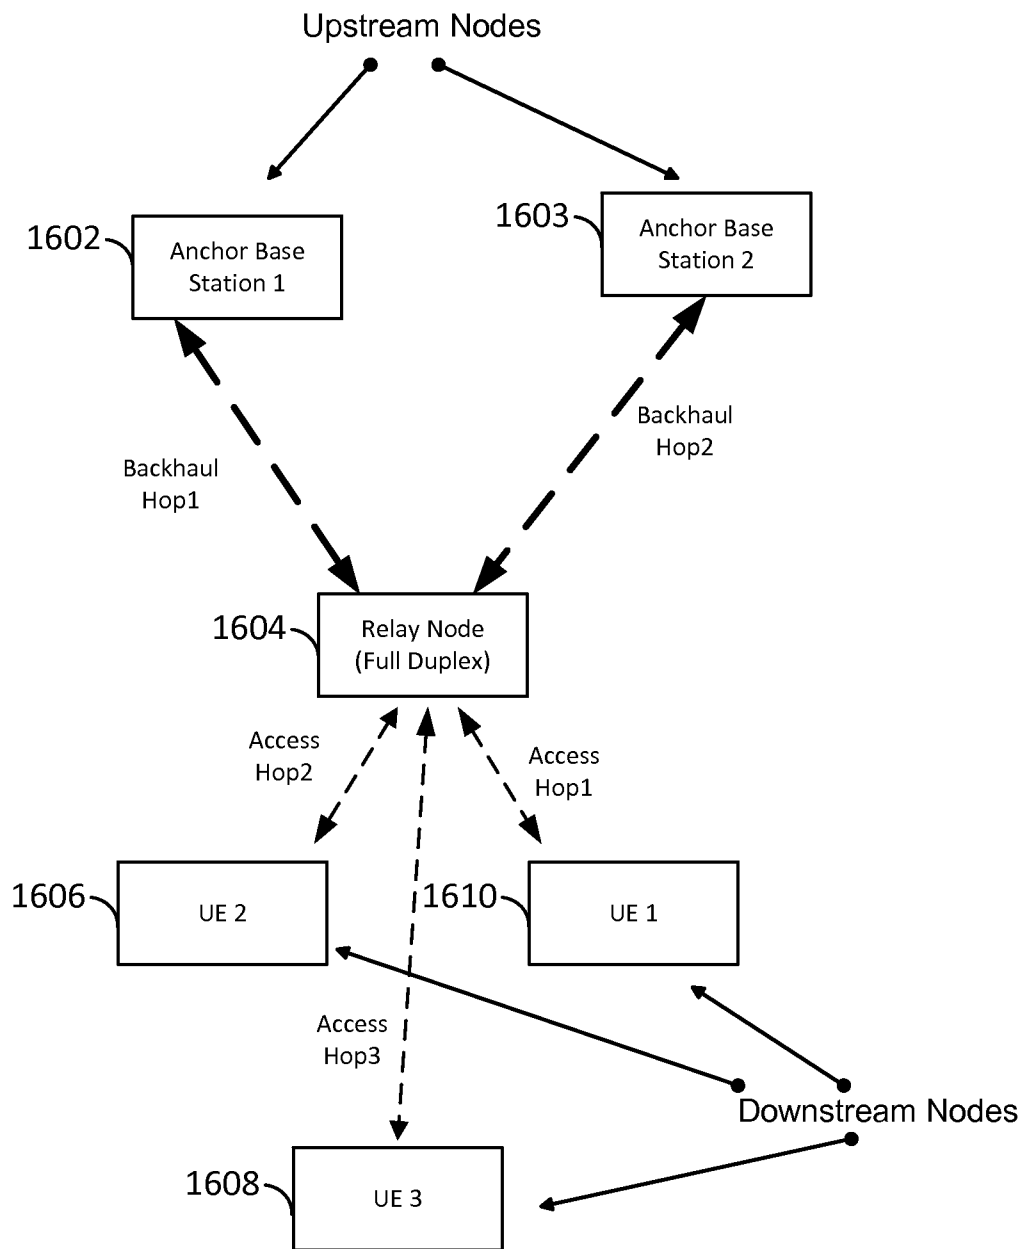 Upstream Nodes
1602
Anchor Base
Station 1
1603
Anchor Base
Station 2
Backhaul
Hop1
Backhaul
Hop2
1604
Relay Node
(Full Duplex)
Access
Hop2
Access
Hop1
1606
UE 2
1610
UE 1
Access
Hop3
Downstream Nodes
1608
UE 3